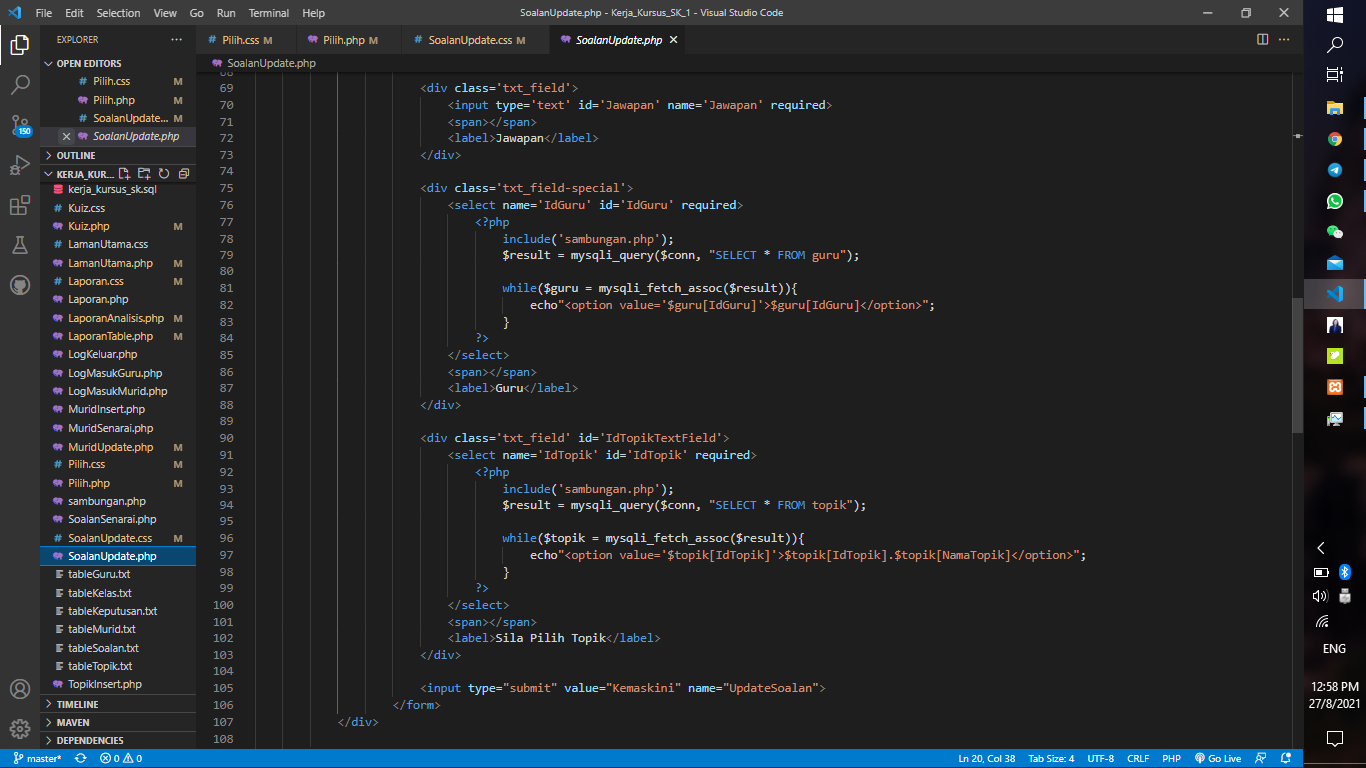 File Edit Selection View Go Run Terminal Help
SoalanUpdate.php - Kerja_Kursus_SK_1 - Visual Studio Code
EXPLORER
OPEN EDITORS
Pilih.css M
Pilih.php M
SoalanUpdate... M
SoalanUpdate.php
OUTLINE
KERJA_KUR...
kerja_kursus_sk.sql
Kuiz.css
Kuiz.php M
LamanUtama.css
LamanUtama.php M
Laporan.css M
Laporan.php
LaporanAnalisis.php M
LaporanTable.php M
LogKeluar.php
LogMasukGuru.php
LogMasukMurid.php
MuridInsert.php
MuridSenarai.php
MuridUpdate.php M
Pilih.css M
Pilih.php M
sambungan.php
SoalanSenarai.php
SoalanUpdate.css M
SoalanUpdate.php
tableGuru.txt
tableKelas.txt
tableKeputusan.txt
tableMurid.txt
tableSoalan.txt
tableTopik.txt
TopikInsert.php
TIMELINE
MAVEN
DEPENDENCIES
150
Pilih.css M Pilih.php M SoalanUpdate.css M SoalanUpdate.php
SoalanUpdate.php
68
69 <div class='txt_field'>
70 <input type='text' id='Jawapan' name='Jawapan' required>
71 <span></span>
72 <label>Jawapan</label>
73 </div>
74
75 <div class='txt_field-special'>
76 <select name='IdGuru' id='IdGuru' required>
77 <?php
78 include('sambungan.php');
79 $result = mysqli_query($conn, "SELECT * FROM guru");
80
81 while($guru = mysqli_fetch_assoc($result)){
82 echo"<option value='$guru[IdGuru]'>$guru[IdGuru]</option>";
83 }
84 ?>
85 </select>
86 <span></span>
87 <label>Guru</label>
88 </div>
89
90 <div class='txt_field' id='IdTopikTextField'>
91 <select name='IdTopik' id='IdTopik' required>
92 <?php
93 include('sambungan.php');
94 $result = mysqli_query($conn, "SELECT * FROM topik");
95
96 while($topik = mysqli_fetch_assoc($result)){
97 echo"<option value='$topik[IdTopik]'>$topik[IdTopik].$topik[NamaTopik]</option>";
98 }
99 ?>
100 </select>
101 <span></span>
102 <label>Sila Pilih Topik</label>
103 </div>
104
105 <input type="submit" value="Kemaskini" name="UpdateSoalan">
106 </form>
107 </div>
108
master* 0 0
Ln 20, Col 38 Tab Size: 4 UTF-8 CRLF PHP Go Live
ENG
12:58 PM
27/8/2021